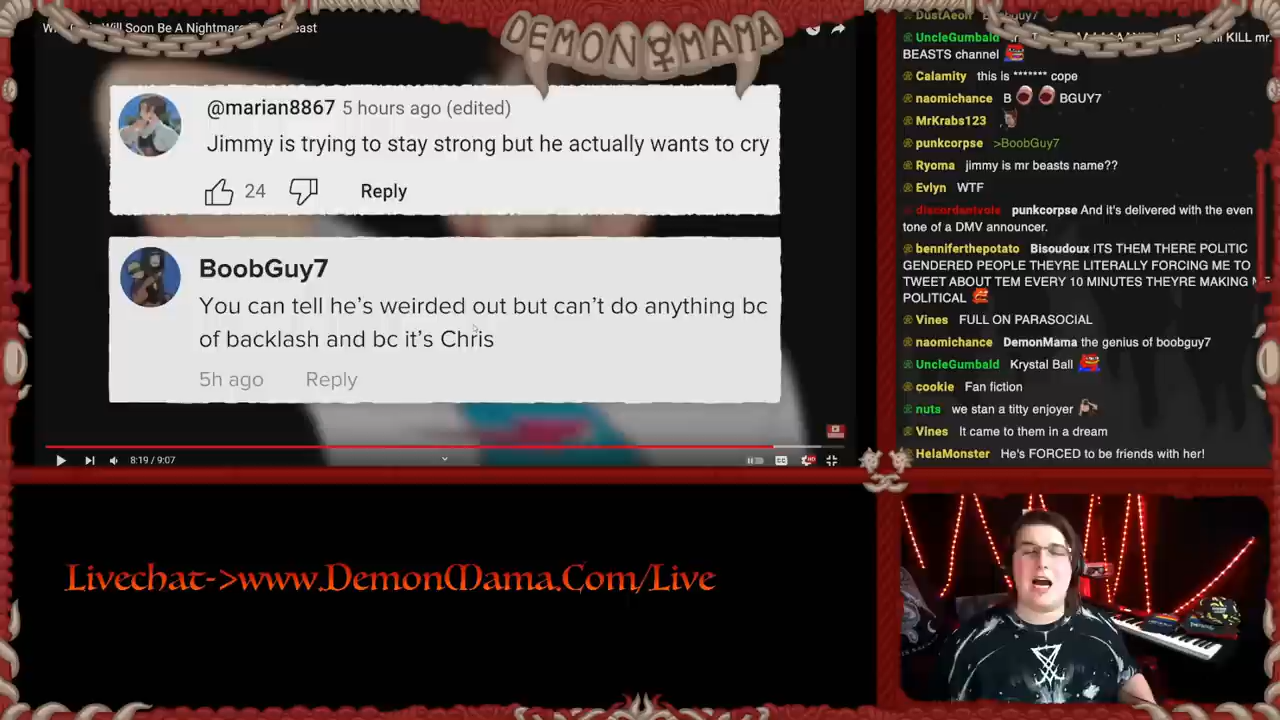 Will Soon Be A Nightmare
DEMON MAMA
@marian8867 5 hours ago (edited)
Jimmy is trying to stay strong but he actually wants to cry
24 Reply
BoobGuy7
You can tell he's weirded out but can't do anything bc
of backlash and bc it's Chris
5h ago Reply
8:19 / 9:07
DustAeon
UncleGumbald KILL mr.
BEASTS channel
Calamity this is ******* cope
naomichance B BGUY7
MrKrabs123
punkcorpse >BoobGuy7
Ryoma jimmy is mr beasts name??
Evlyn WTF
punkcorpse And it's delivered with the even
tone of a DMV announcer.
benniferthepotato Bisoudoux ITS THEM THERE POLITIC
GENDERED PEOPLE THEYRE LITERALLY FORCING ME TO
TWEET ABOUT TEM EVERY 10 MINUTES THEYRE MAKING
POLITICAL
Vines FULL ON PARASOCIAL
naomichance DemonMama the genius of boobguy7
UncleGumbald Krystal Ball
cookie Fan fiction
nuts we stan a titty enjoyer
Vines It came to them in a dream
HelaMonster He's FORCED to be friends with her!
Livechat->www.DemonMama.Com/Live